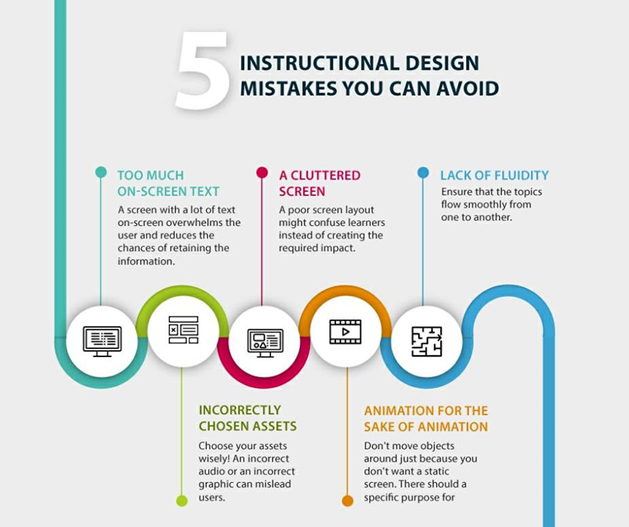 5
INSTRUCTIONAL DESIGN
MISTAKES YOU CAN AVOID
TOO MUCH
ON-SCREEN TEXT
A screen with a lot of text
on-screen overwhelms the
user and reduces the
chances of retaining the
information.
A CLUTTERED
SCREEN
A poor screen layout
might confuse learners
instead of creating the
required impact.
LACK OF FLUIDITY
Ensure that the topics
flow smoothly from
one to another.
INCORRECTLY
CHOSEN ASSETS
Choose your assets
wisely! An incorrect
audio or an incorrect
graphic can mislead
users.
ANIMATION FOR THE
SAKE OF ANIMATION
Don't move objects
around just because you
don't want a static
screen. There should a
specific purpose for